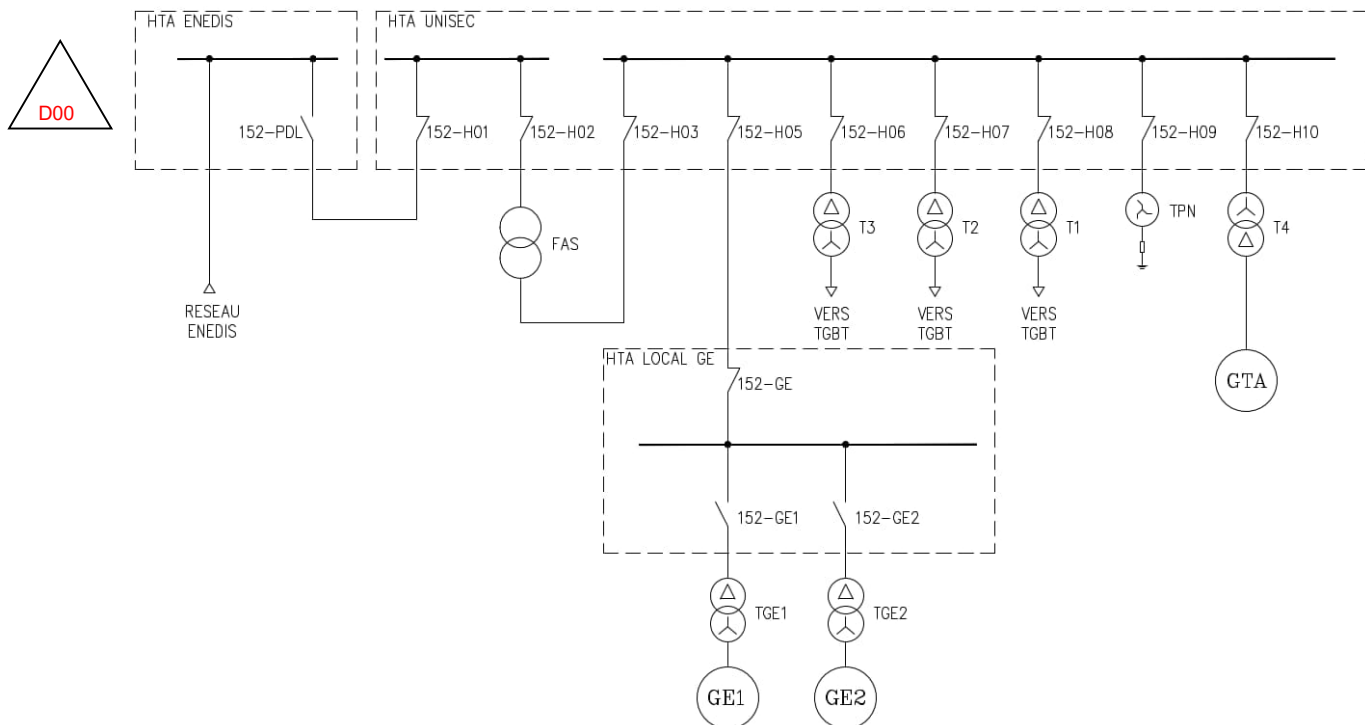 HTA ENEDIS
HTA UNISEC
D00
152-PDL
152-H01
152-H02
152-H03
152-H05
152-H06
152-H07
152-H08
152-H09
152-H10
FAS
T3
T2
T1
TPN
T4
RESEAU
ENEDIS
VERS
TGBT
VERS
TGBT
VERS
TGBT
HTA LOCAL GE
152-GE
GTA
152-GE1
152-GE2
TGE1
TGE2
GE1
GE2